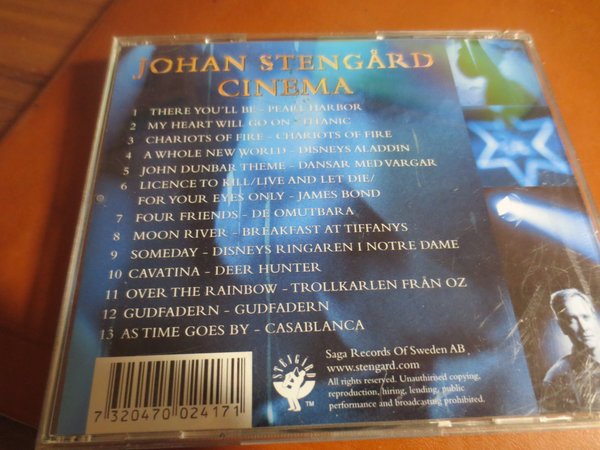 JOHAN STENGÅRD
CINEMA
1 THERE YOU'LL BE - PEARL HARBOR
2 MY HEART WILL GO ON - TITANIC
3 CHARIOTS OF FIRE - CHARIOTS OF FIRE
4 A WHOLE NEW WORLD - DISNEYS ALADDIN
5 JOHN DUNBAR THEME - DANSAR MED VARGAR
6 LICENCE TO KILL/LIVE AND LET DIE/
FOR YOUR EYES ONLY - JAMES BOND
7 FOUR FRIENDS - DE OMUTBARA
8 MOON RIVER - BREAKFAST AT TIFFANYS
9 SOMEDAY - DISNEYS RINGAREN I NOTRE DAME
10 CAVATINA - DEER HUNTER
11 OVER THE RAINBOW - TROLLKARLEN FRÅN OZ
12 GUDFADERN - GUDFADERN
13 AS TIME GOES BY - CASABLANCA
7 320470 024171
STENGÅRD
TM
Saga Records Of Sweden AB
www.stengard.com
All rights reserved. Unauthirned copying,
reproduction, hiring, lending, public
performance and broadcasting prohibited.